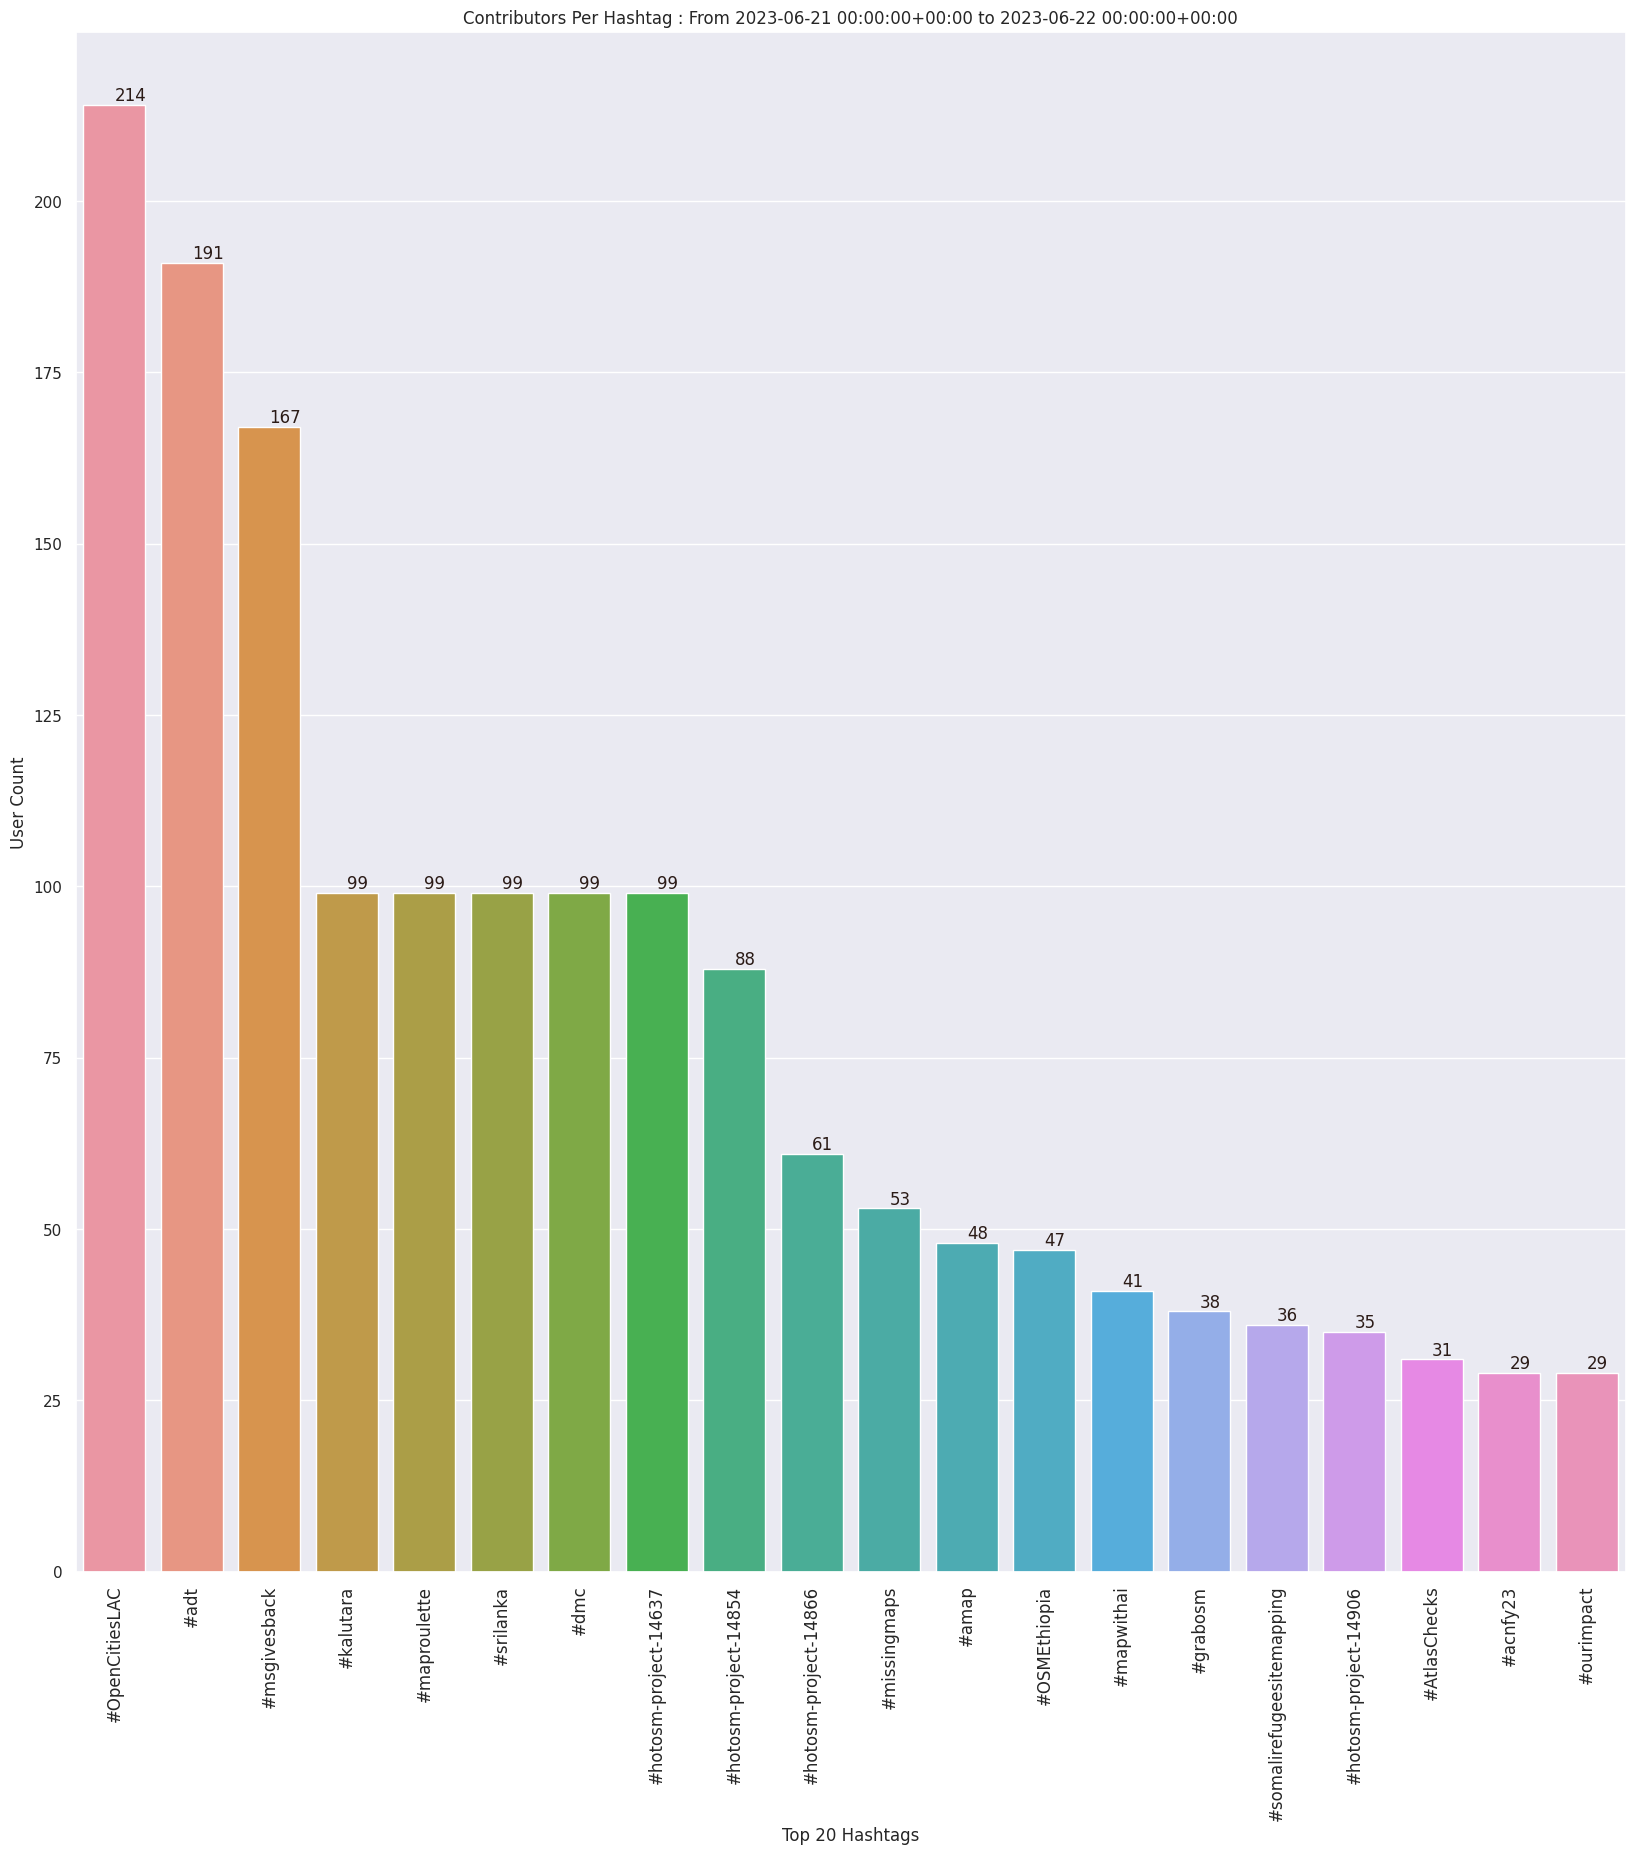 Contributors Per Hashtag : From 2023-06-21 00:00:00+00:00 to 2023-06-22 00:00:00+00:00
User Count
200
175
150
125
100
75
50
25
0
214
191
167
99
99
99
99
99
88
61
53
48
47
41
38
36
35
31
29
29
#OpenCitiesLAC
#adt
#msgivesback
#kalutara
#maproulette
#srilanka
#dmc
#hotosm-project-14637
#hotosm-project-14854
#hotosm-project-14866
#missingmaps
#amap
#OSMEthiopia
#mapwithai
#grabosm
#somalirefugeesitemapping
#hotosm-project-14906
#AtlasChecks
#acnfy23
#ourimpact
Top 20 Hashtags